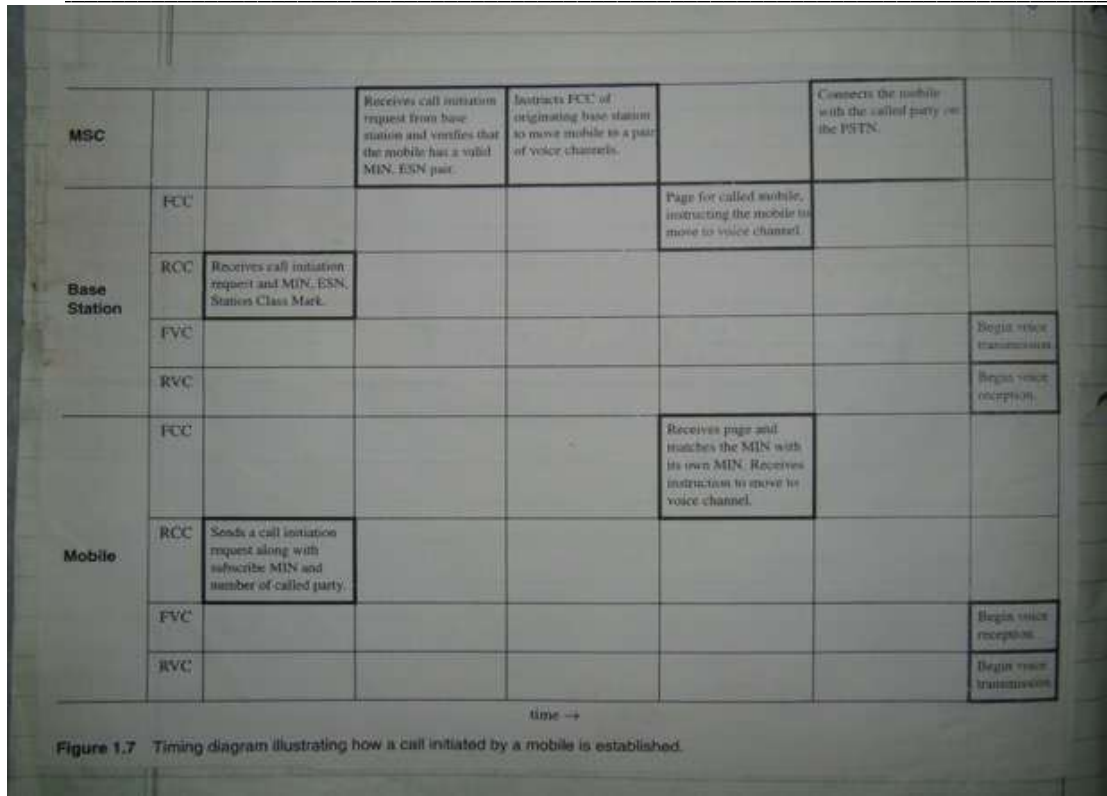 MSC
Receives call initiation
request from base
station and verifies that
the mobile has a valid
MIN, ESN pair.
Instructs FCC of
originating base station
to move mobile to a pair
of voice channels.
Connects the mobile
with the called party on
the PSTN.
Base
Station
FCC
Page for called mobile,
instructing the mobile to
move to voice channel.
RCC
Receives call initiation
request and MIN, ESN,
Station Class Mark.
FVC
Begin voice
transmission.
RVC
Begin voice
reception.
Mobile
FCC
Receives page and
matches the MIN with
its own MIN. Receives
instruction to move to
voice channel.
RCC
Sends a call initiation
request along with
subscribe MIN and
number of called party.
FVC
Begin voice
reception.
RVC
Begin voice
transmission
time →
Figure 1.7 Timing diagram illustrating how a call initiated by a mobile is established.